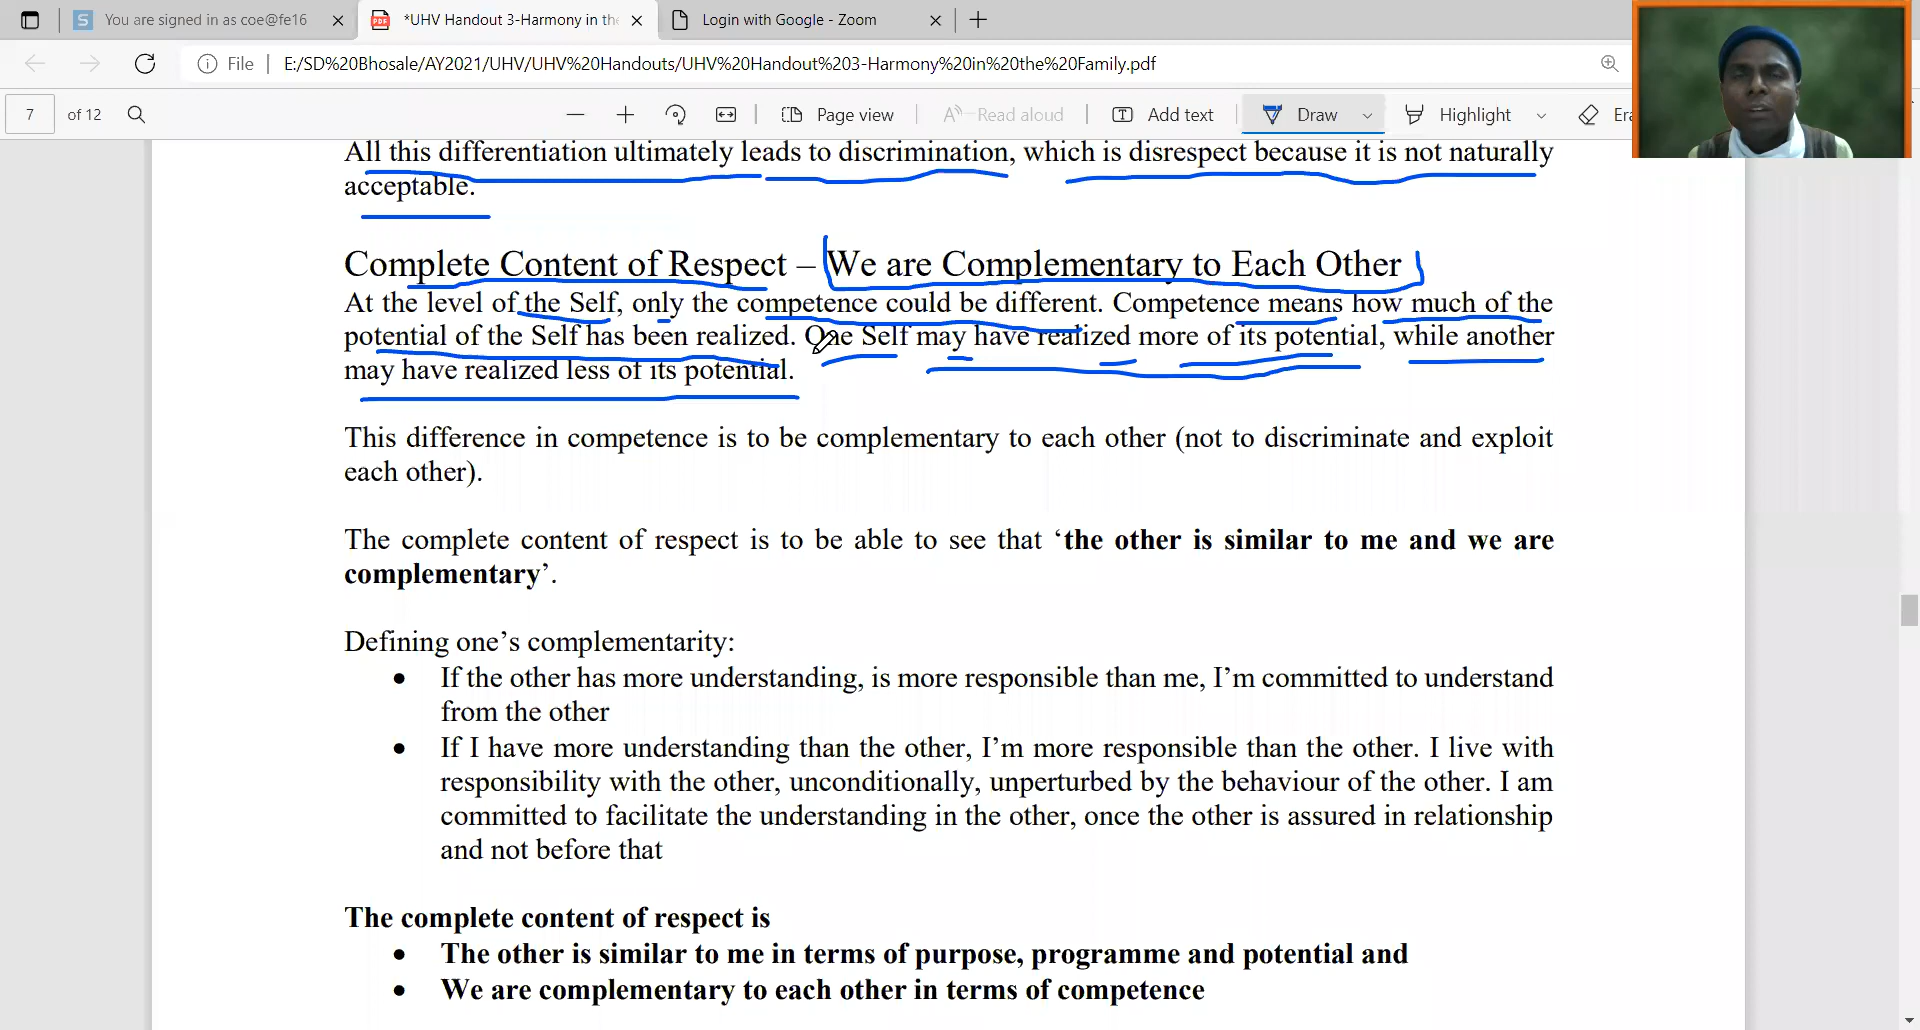 You are signed in as coe@fe16
*UHV Handout 3-Harmony in the
Login with Google - Zoom
File
E:/SD%20Bhosale/AY2021/UHV/UHV%20Handouts/UHV%20Handout%203-Harmony%20in%20the%20Family.pdf
7 of 12
Page view
Read aloud
Add text
Draw
Highlight
Era
All this differentiation ultimately leads to discrimination, which is disrespect because it is not naturally
acceptable.
Complete Content of Respect – We are Complementary to Each Other
At the level of the Self, only the competence could be different. Competence means how much of the
potential of the Self has been realized. One Self may have realized more of its potential, while another
may have realized less of its potential.
This difference in competence is to be complementary to each other (not to discriminate and exploit
each other).
The complete content of respect is to be able to see that ‘the other is similar to me and we are
complementary’.
Defining one’s complementarity:
• If the other has more understanding, is more responsible than me, I’m committed to understand
from the other
• If I have more understanding than the other, I’m more responsible than the other. I live with
responsibility with the other, unconditionally, unperturbed by the behaviour of the other. I am
committed to facilitate the understanding in the other, once the other is assured in relationship
and not before that
The complete content of respect is
• The other is similar to me in terms of purpose, programme and potential and
• We are complementary to each other in terms of competence